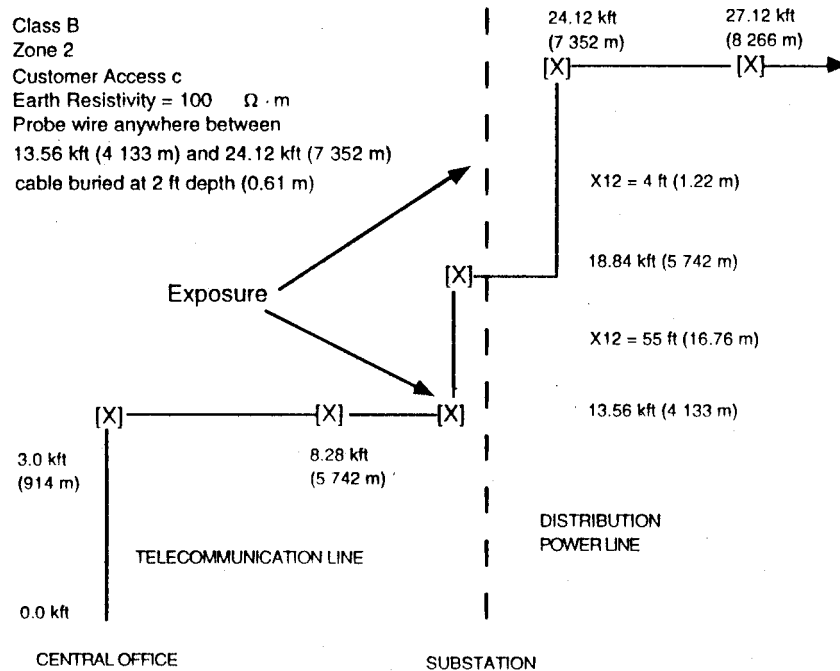 Class B
Zone 2
Customer Access c
Earth Resistivity = 100 Ω · m
Probe wire anywhere between
13.56 kft (4 133 m) and 24.12 kft (7 352 m)
cable buried at 2 ft depth (0.61 m)
24.12 kft
(7 352 m)
27.12 kft
(8 266 m)
[X]
[X]
X12 = 4 ft (1.22 m)
[X]
18.84 kft (5 742 m)
Exposure
X12 = 55 ft (16.76 m)
[X]
[X]
[X]
13.56 kft (4 133 m)
3.0 kft
(914 m)
8.28 kft
(5 742 m)
DISTRIBUTION
POWER LINE
TELECOMMUNICATION LINE
0.0 kft
CENTRAL OFFICE
SUBSTATION